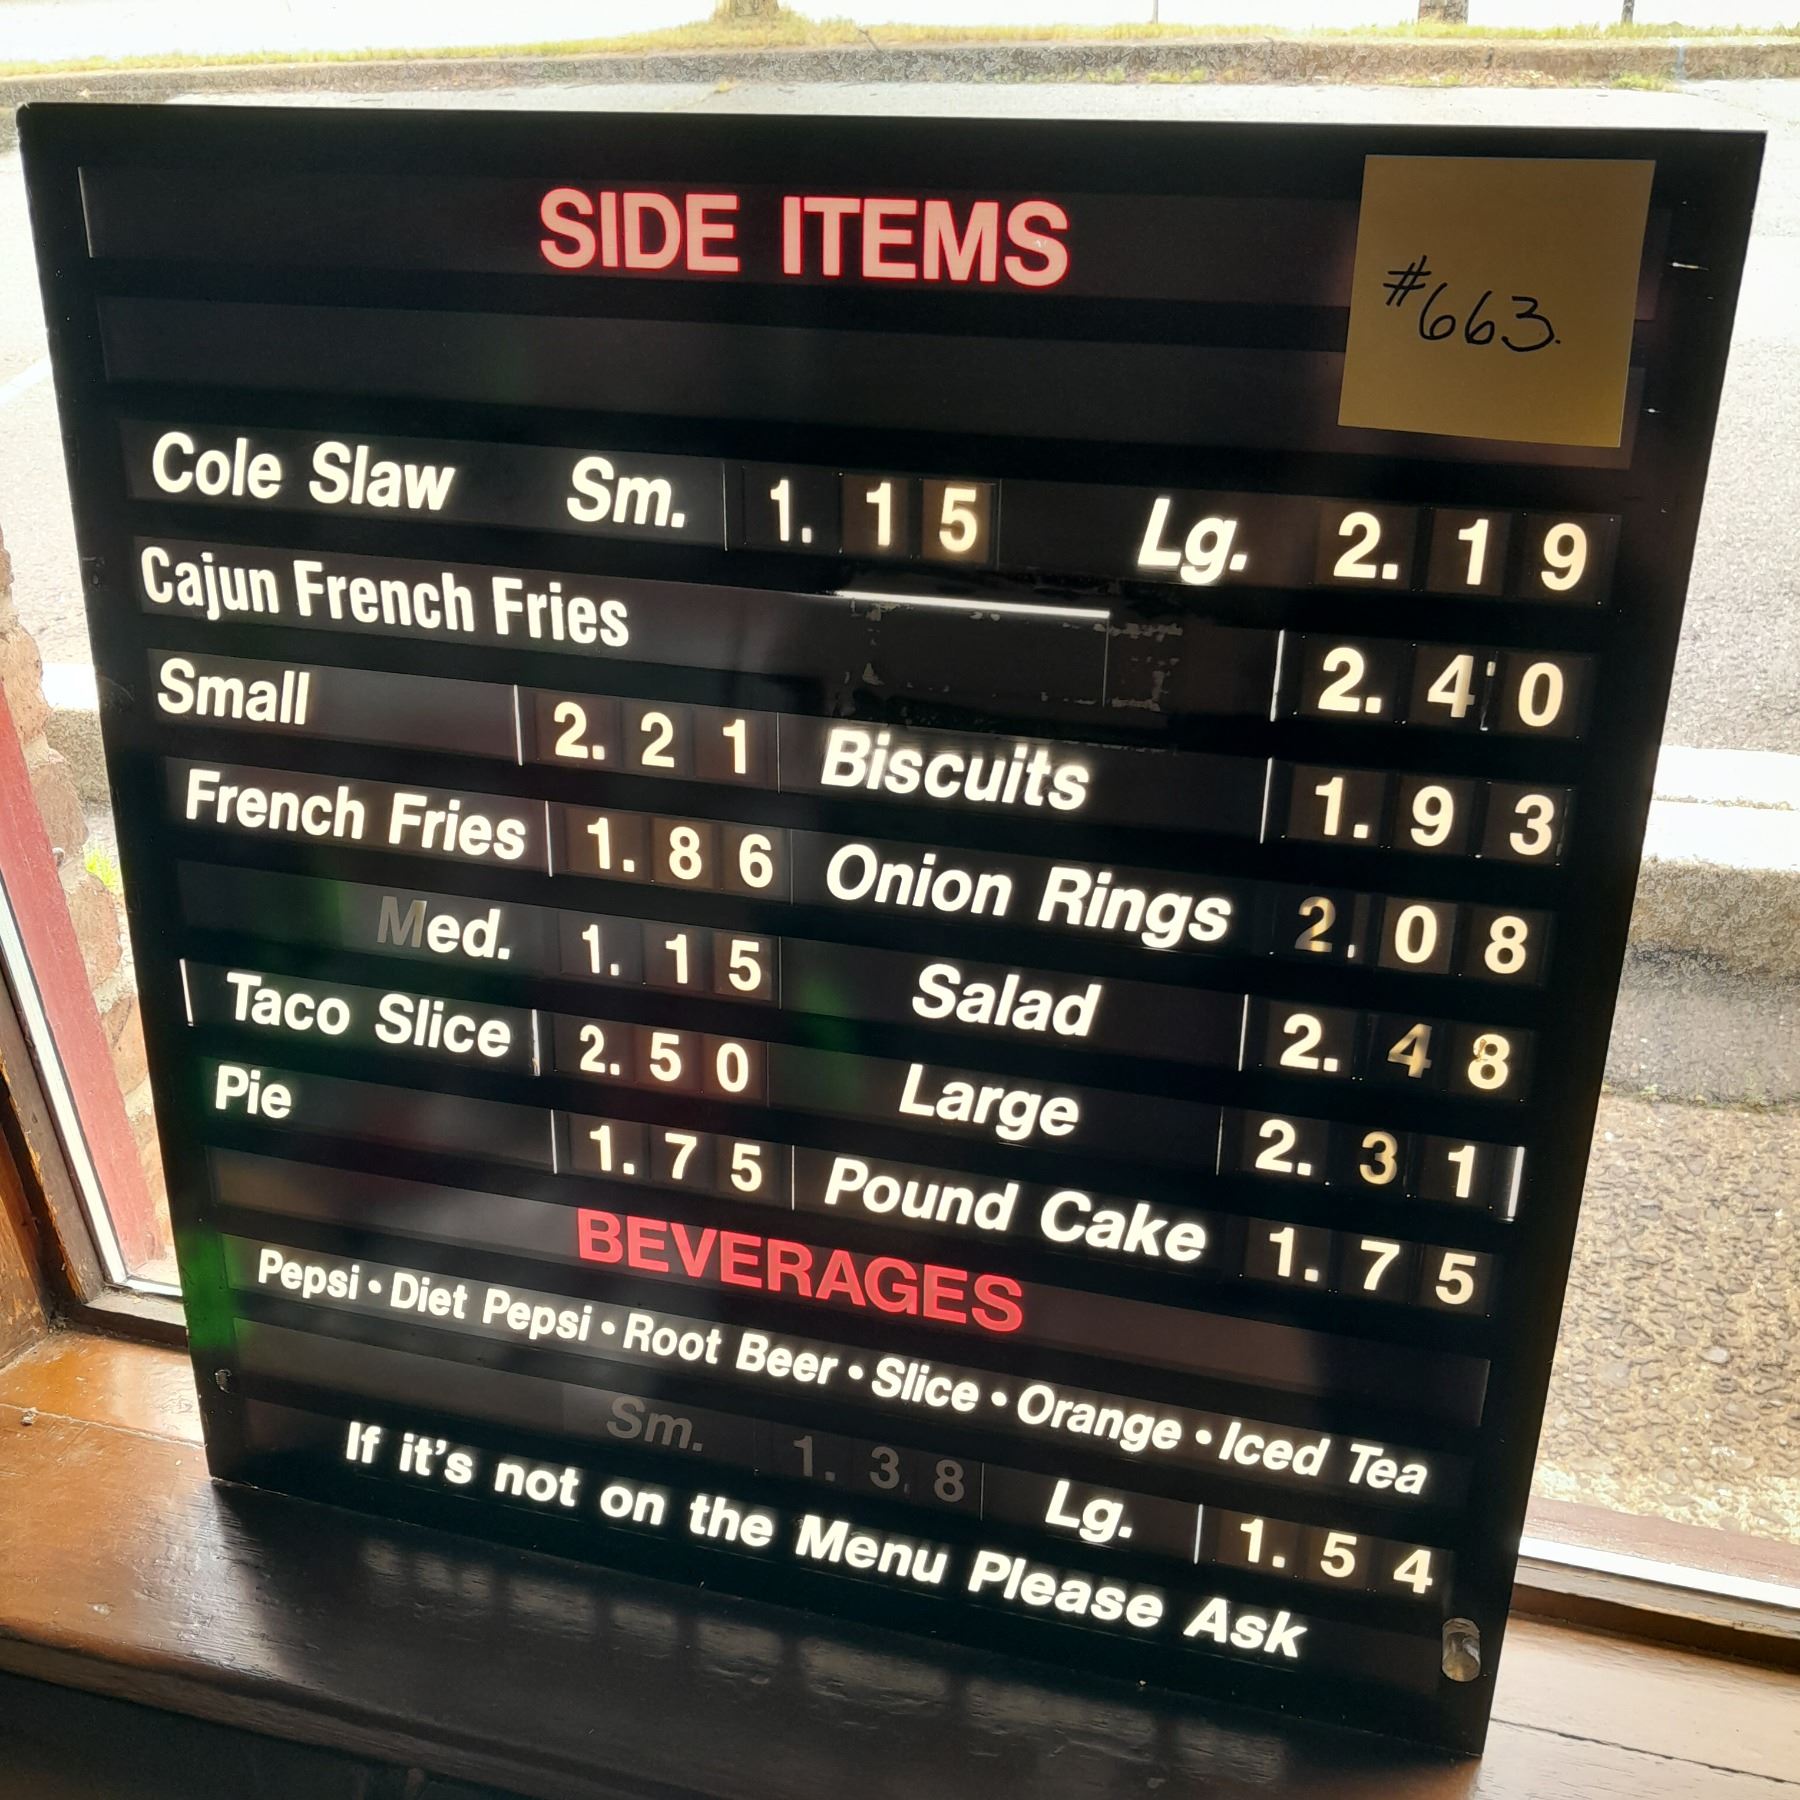 SIDE ITEMS
#663.
Cole Slaw Sm. 1.15 Lg. 2.19
Cajun French Fries 2.40
Small 2.21 Biscuits 1.93
French Fries 1.86 Onion Rings 2.08
Med. 1.15 Salad 2.48
Taco Slice 2.50 Large 2.31
Pie 1.75 Pound Cake 1.75
BEVERAGES
Pepsi • Diet Pepsi • Root Beer • Slice • Orange • Iced Tea
Sm. 1.38 Lg. 1.54
If it's not on the Menu Please Ask